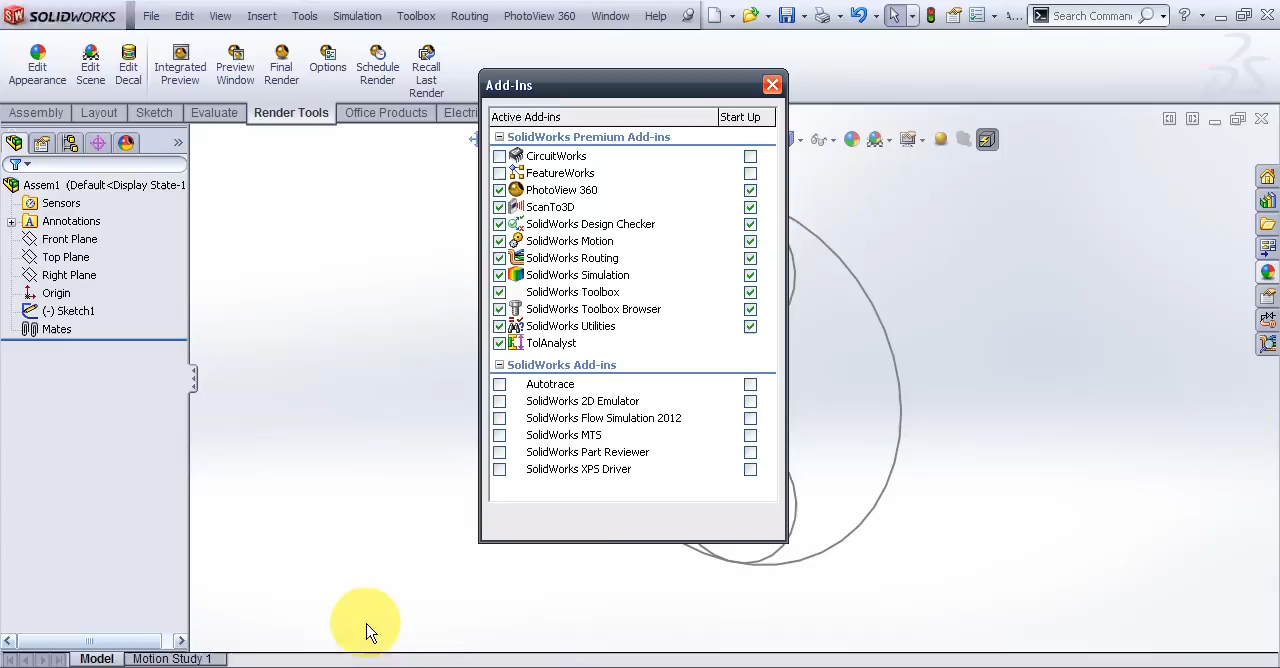 SOLIDWORKS File Edit View Insert Tools Simulation Toolbox Routing PhotoView 360 Window Help A... Search Comman
Edit Appearance
Edit Scene
Edit Decal
Integrated Preview
Preview Window
Final Render
Options
Schedule Render
Recall Last Render
Assembly Layout Sketch Evaluate Render Tools Office Products Electri
Assem1 (Default<Display State-1
Sensors
Annotations
Front Plane
Top Plane
Right Plane
Origin
(-) Sketch1
Mates
Add-Ins
Active Add-ins Start Up
SolidWorks Premium Add-ins
CircuitWorks
FeatureWorks
PhotoView 360
ScanTo3D
SolidWorks Design Checker
SolidWorks Motion
SolidWorks Routing
SolidWorks Simulation
SolidWorks Toolbox
SolidWorks Toolbox Browser
SolidWorks Utilities
TolAnalyst
SolidWorks Add-ins
Autotrace
SolidWorks 2D Emulator
SolidWorks Flow Simulation 2012
SolidWorks MTS
SolidWorks Part Reviewer
SolidWorks XPS Driver
Model Motion Study 1